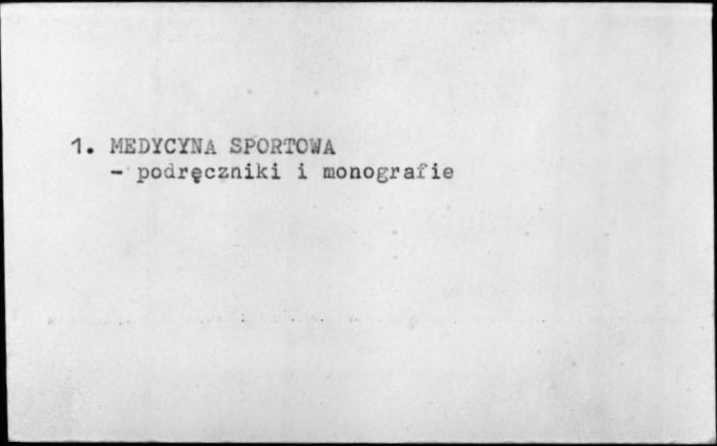 1. MEDYCYNA SPORTOWA
- podręczniki i monografie